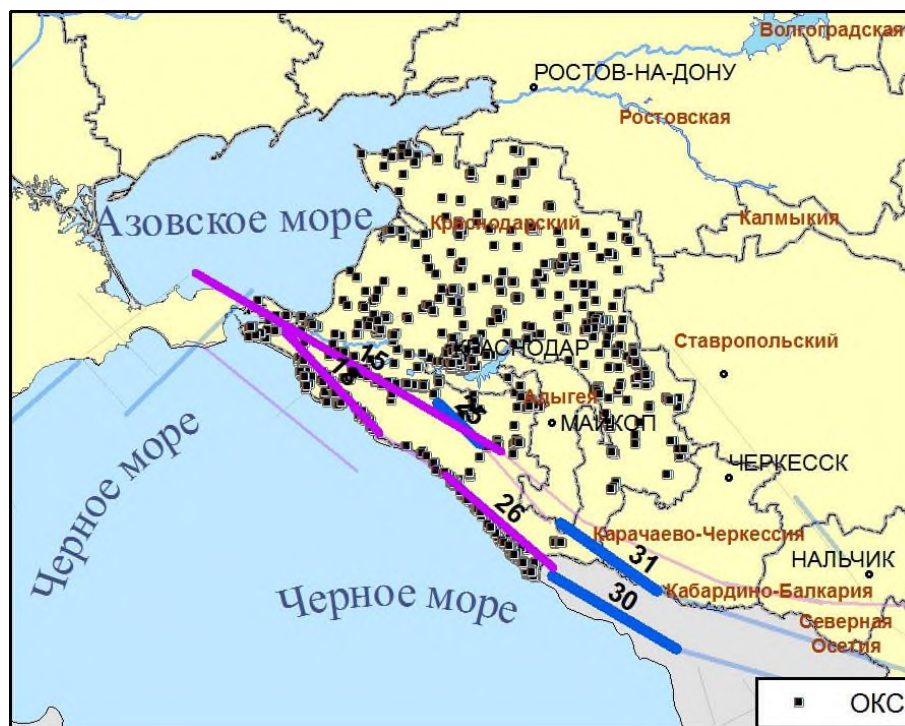 Волгоградская
РОСТОВ-НА-ДОНУ
Ростовская
Азовское море
Краснодарский
Калмыкия
Ставропольский
КРАСНОДАР
15
Адыгея
МАЙКОП
Черное море
ЧЕРКЕССК
26
Карачаево-Черкессия
31
НАЛЬЧИК
Черное море
30
Кабардино-Балкария
Северная
Осетия
ОКС